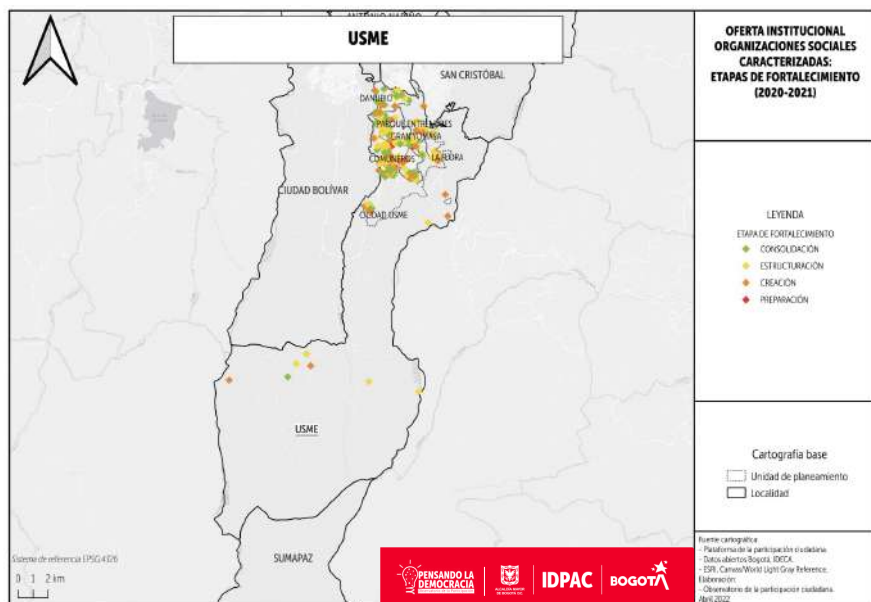 USME
OFERTA INSTITUCIONAL
ORGANIZACIONES SOCIALES
CARACTERIZADAS:
ETAPAS DE FORTALECIMIENTO
(2020-2021)
SAN CRISTÓBAL
DANUBIO
PARQUE ENTRENUBES
GRAN YOMASA
COMUNEROS
LA FLORA
CIUDAD BOLÍVAR
CIUDAD USME
USME
SUMAPAZ
LEYENDA
ETAPA DE FORTALECIMIENTO
CONSOLIDACIÓN
ESTRUCTURACIÓN
CREACIÓN
PREPARACIÓN
Cartografía base
Unidad de planeamiento
Localidad
Fuente cartográfica:
- Plataforma de la participación ciudadana.
- Datos abiertos Bogotá, IDECA.
- ESRI, Canvas/World Light Gray Reference.
Elaboración:
- Observatorio de la participación ciudadana.
Abril 2022
Sistema de referencia EPSG:4326
0 1 2 km
PENSANDO LA
DEMOCRACIA
ALCALDÍA MAYOR
DE BOGOTÁ D.C.
IDPAC
BOGOTÁ